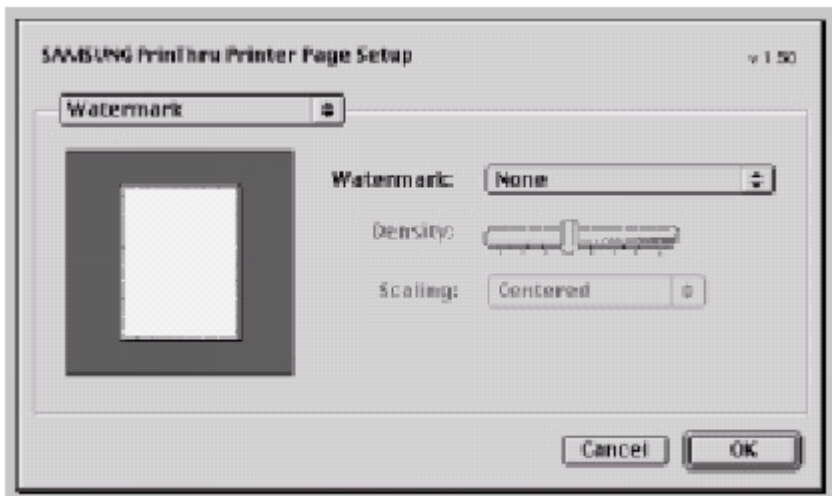 SAMSUNG PrinThru Printer Page Setup v 1.50
Watermark
Watermark: None
Density:
Scaling: Centered
Cancel OK